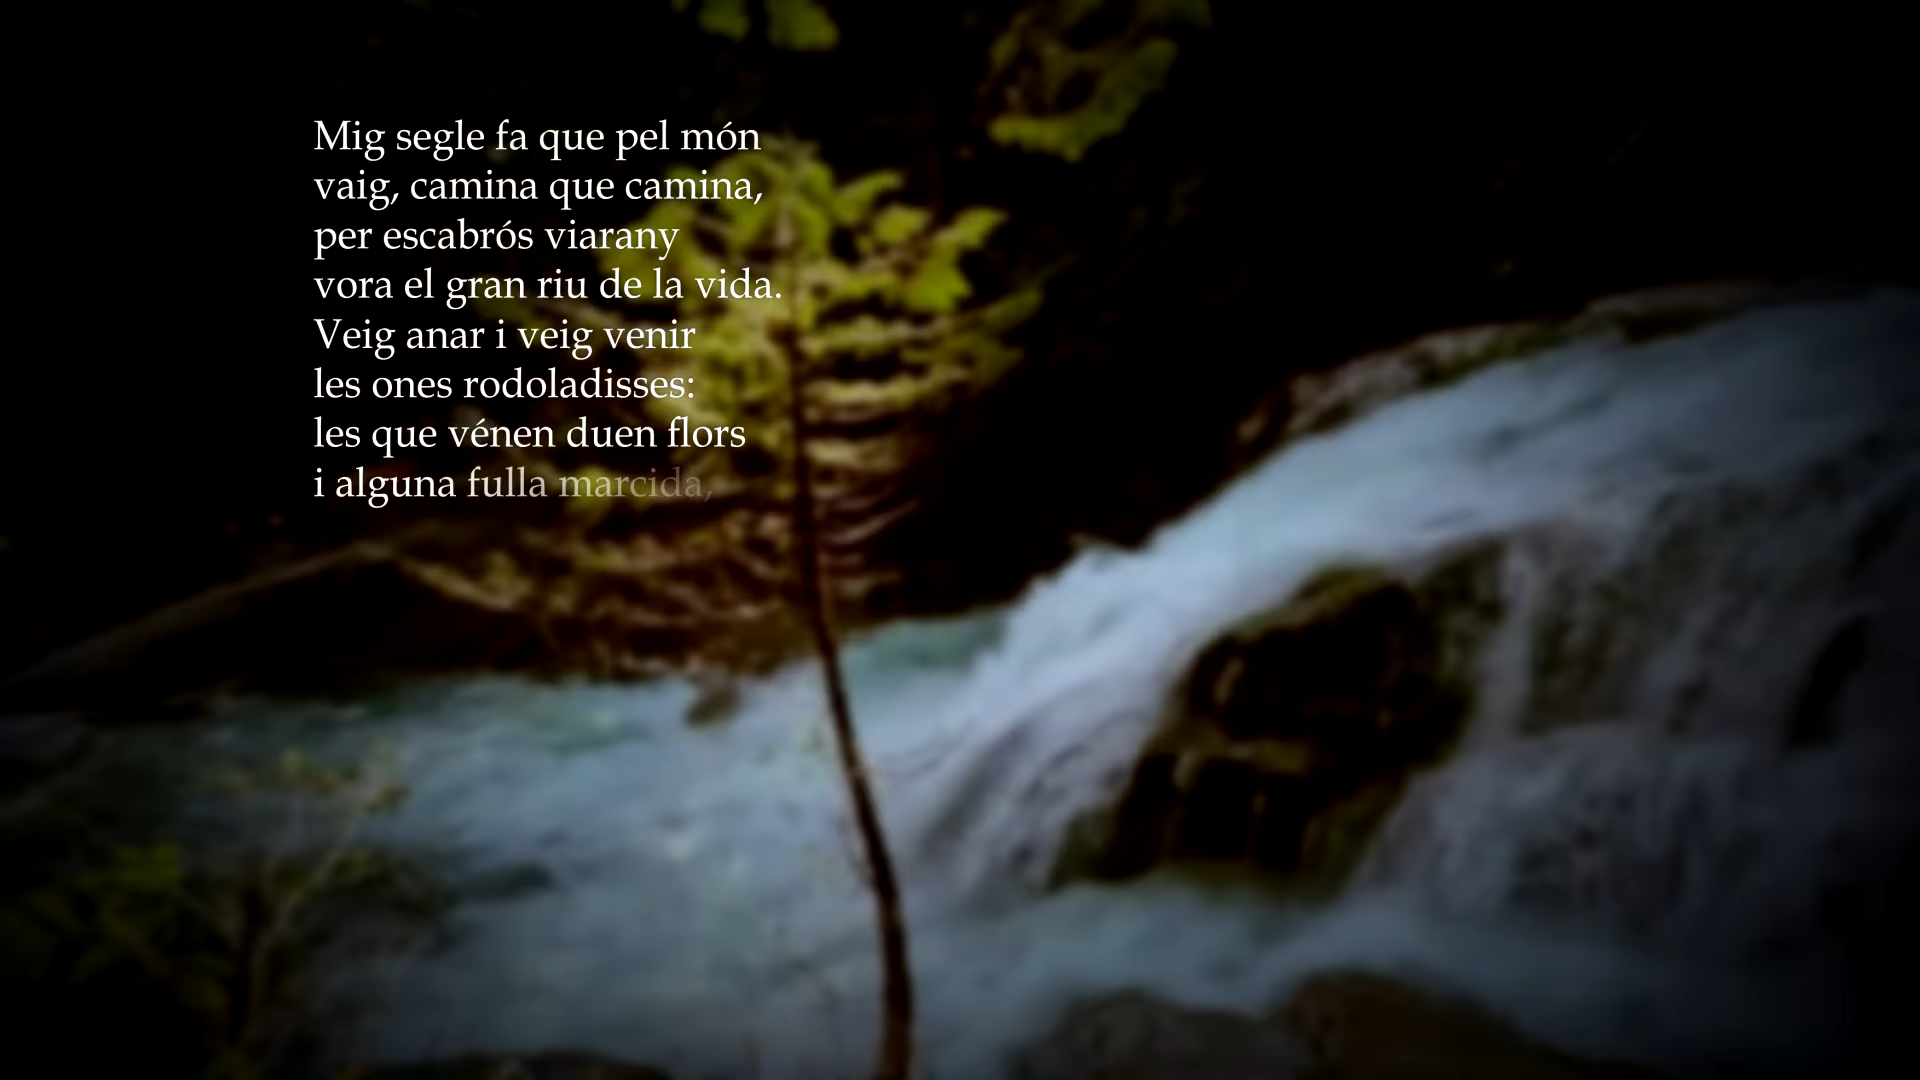 Mig segle fa que pel món
vaig, camina que camina,
per escabrós viarany
vora el gran riu de la vida.
Veig anar i veig venir
les ones rodoladisses:
les que vénen duen flors
i alguna fulla marcida,